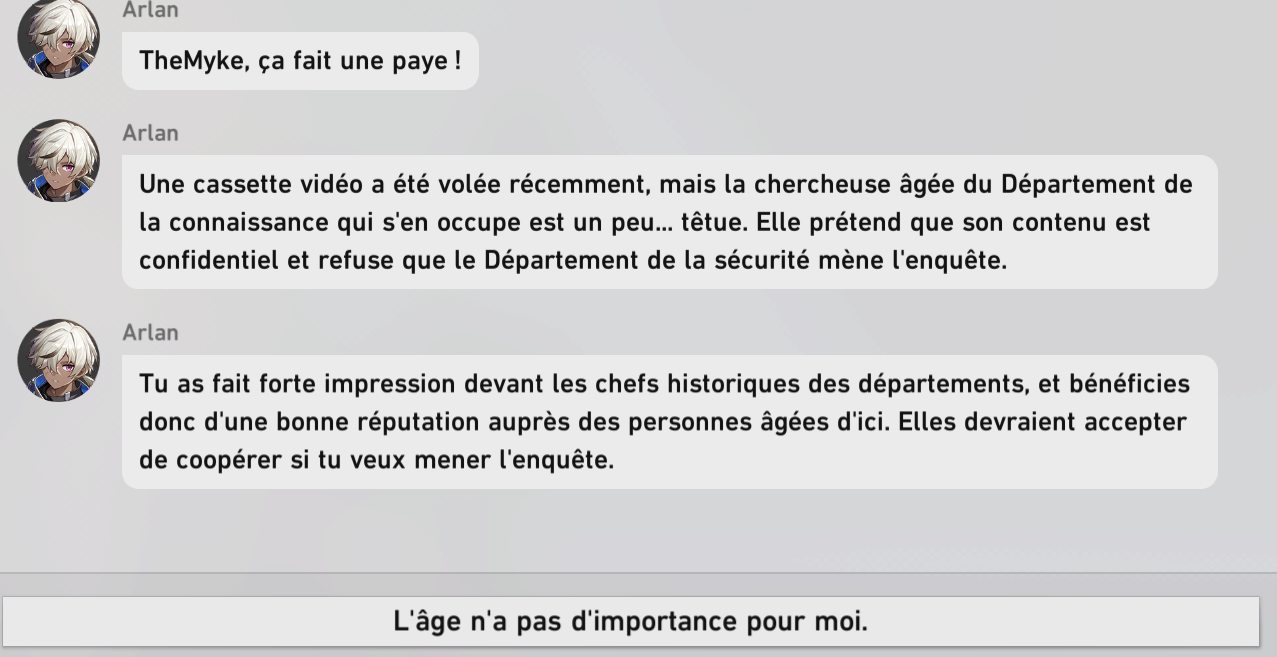 Arlan
TheMyke, ça fait une paye !
Arlan
Une cassette vidéo a été volée récemment, mais la chercheuse âgée du Département de
la connaissance qui s'en occupe est un peu... têtue. Elle prétend que son contenu est
confidentiel et refuse que le Département de la sécurité mène l'enquête.
Arlan
Tu as fait forte impression devant les chefs historiques des départements, et bénéficies
donc d'une bonne réputation auprès des personnes âgées d'ici. Elles devraient accepter
de coopérer si tu veux mener l'enquête.
L'âge n'a pas d'importance pour moi.